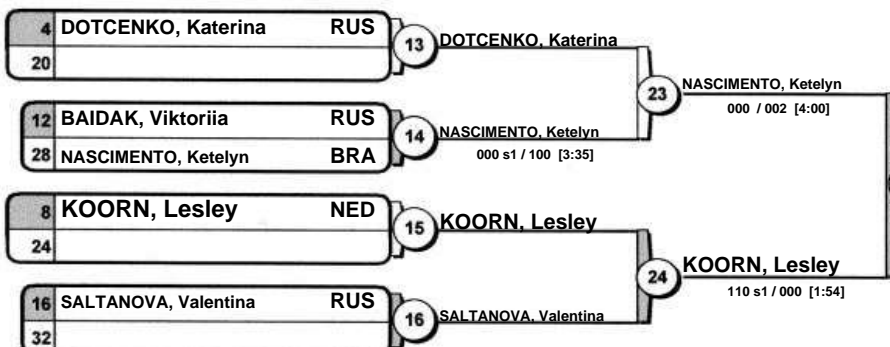 4 DOTCENKO, Katerina RUS
20
13 DOTCENKO, Katerina
12 BAIDAK, Viktoriia RUS
28 NASCIMENTO, Ketelyn BRA
14 NASCIMENTO, Ketelyn
000 s1 / 100 [3:35]
23 NASCIMENTO, Ketelyn
000 / 002 [4:00]
8 KOORN, Lesley NED
24
15 KOORN, Lesley
16 SALTANOVA, Valentina RUS
32
16 SALTANOVA, Valentina
24 KOORN, Lesley
110 s1 / 000 [1:54]